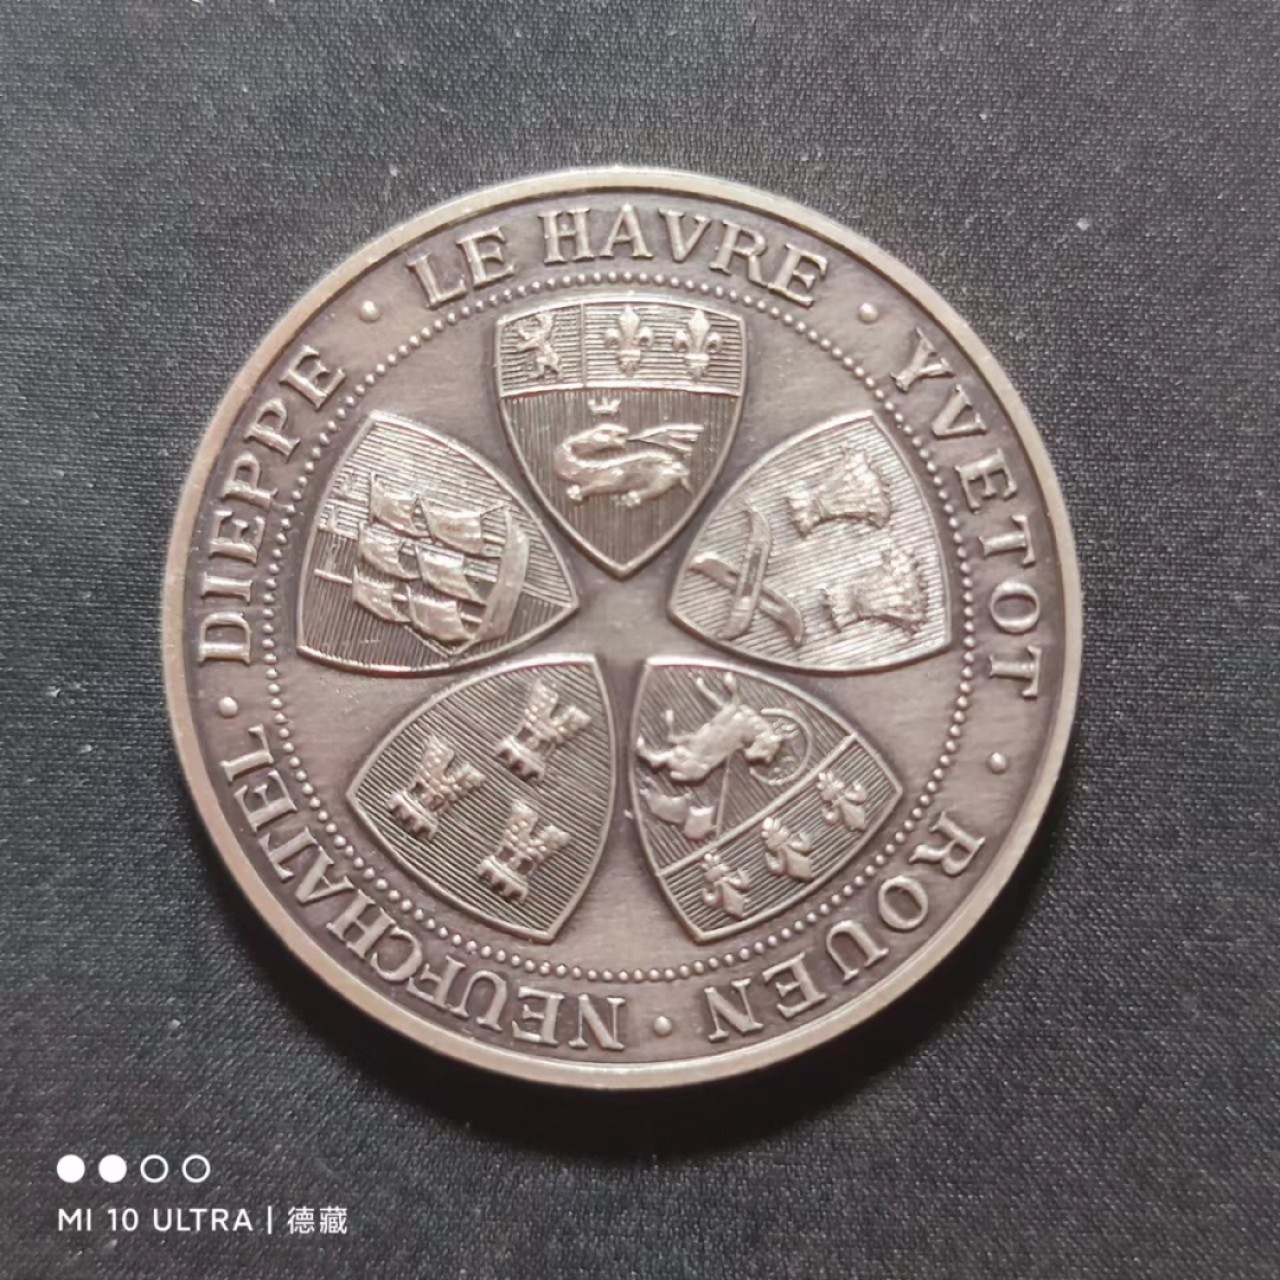 LE HAVRE · YVETOT · ROUEN · NEUFCHATEL · DIEPPE ·
MI 10 ULTRA | 德藏